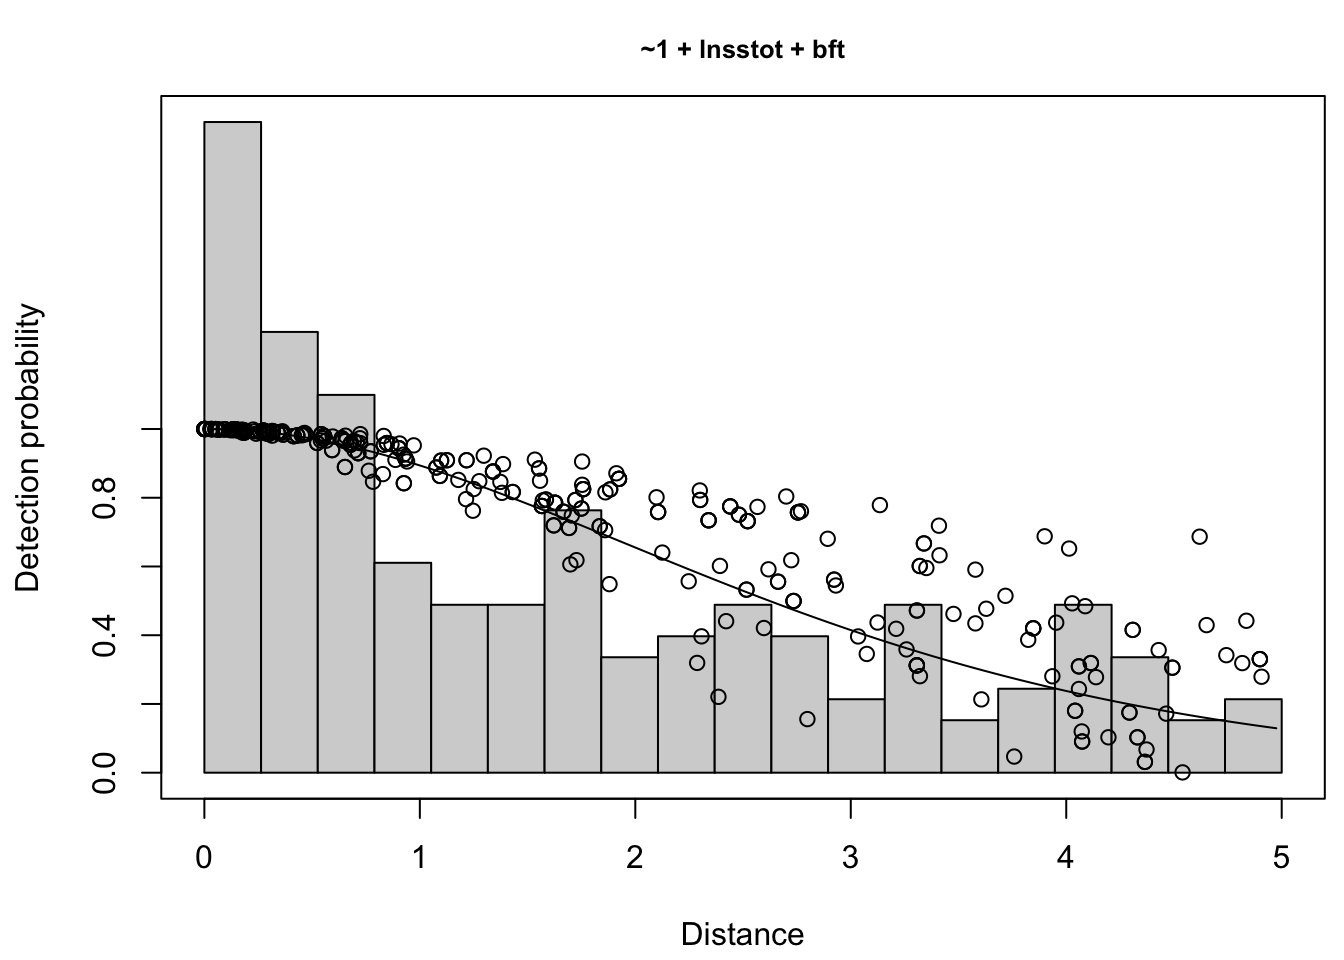 ~1 + lnsstot + bft
Detection probability
0.8
0.4
0.0
0 1 2 3 4 5
Distance